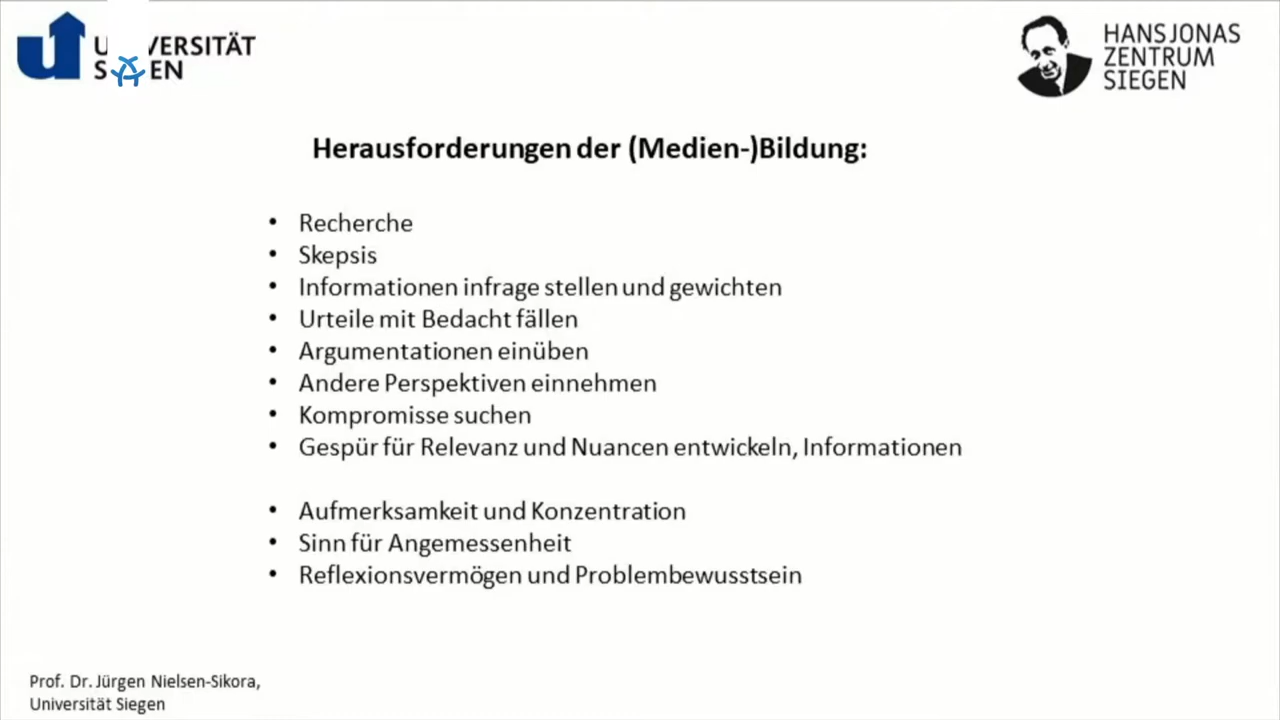 UNIVERSITÄT
SIEGEN
HANS JONAS
ZENTRUM
SIEGEN
Herausforderungen der (Medien-)Bildung:
• Recherche
• Skepsis
• Informationen infrage stellen und gewichten
• Urteile mit Bedacht fällen
• Argumentationen einüben
• Andere Perspektiven einnehmen
• Kompromisse suchen
• Gespür für Relevanz und Nuancen entwickeln, Informationen
• Aufmerksamkeit und Konzentration
• Sinn für Angemessenheit
• Reflexionsvermögen und Problembewusstsein
Prof. Dr. Jürgen Nielsen-Sikora,
Universität Siegen